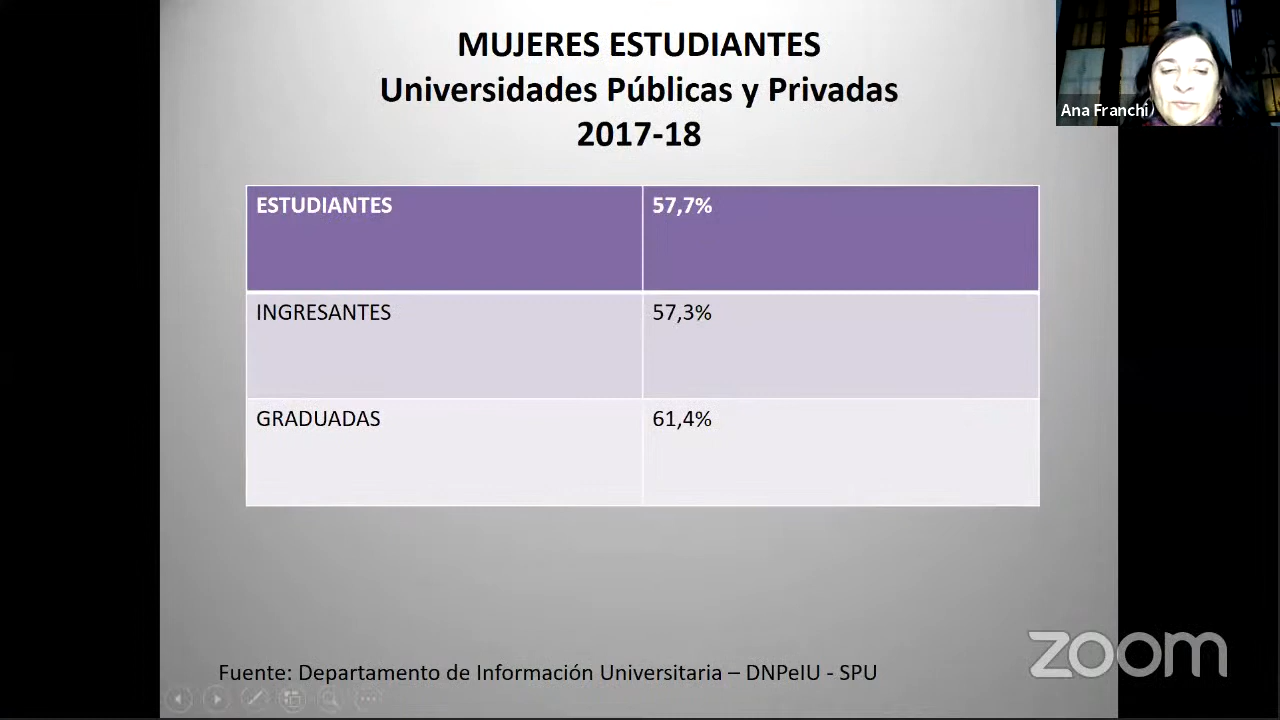 MUJERES ESTUDIANTES
Universidades Públicas y Privadas
2017-18
Ana Franchi
ESTUDIANTES 57,7%
INGRESANTES 57,3%
GRADUADAS 61,4%
Fuente: Departamento de Información Universitaria – DNPeIU - SPU
zoom